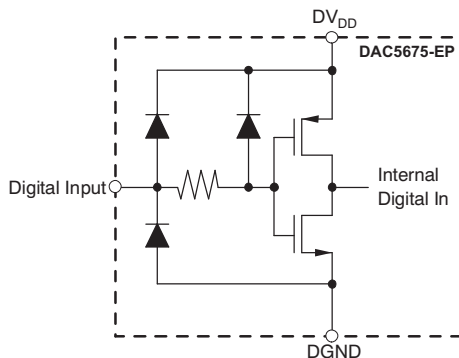 DV_DD
DAC5675-EP
Digital Input
Internal
Digital In
DGND